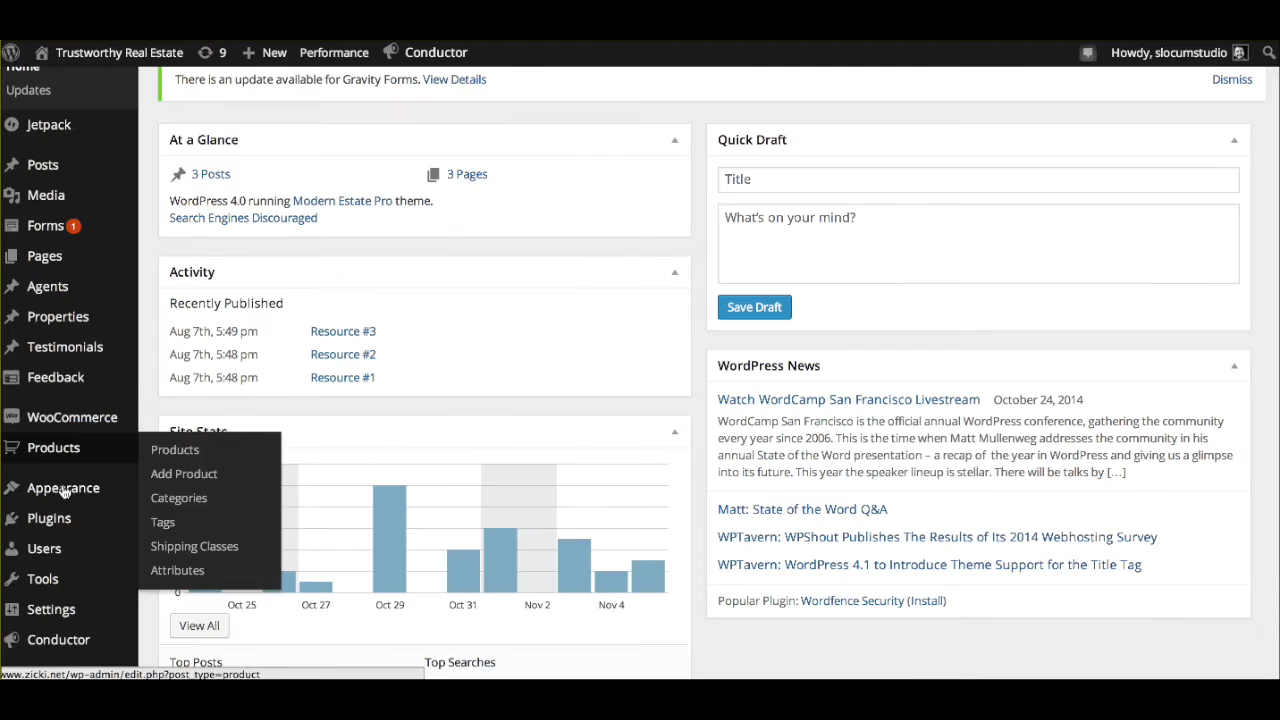 Trustworthy Real Estate 9 New Performance Conductor Howdy, slocumstudio
Home
Updates
Jetpack
Posts
Media
Forms 1
Pages
Agents
Properties
Testimonials
Feedback
WooCommerce
Products
Appearance
Plugins
Users
Tools
Settings
Conductor
Products
Add Product
Categories
Tags
Shipping Classes
Attributes
There is an update available for Gravity Forms. View Details Dismiss
At a Glance
3 Posts 3 Pages
WordPress 4.0 running Modern Estate Pro theme.
Search Engines Discouraged
Activity
Recently Published
Aug 7th, 5:49 pm Resource #3
Aug 7th, 5:48 pm Resource #2
Aug 7th, 5:48 pm Resource #1
Site Stats
0
Oct 25 Oct 27 Oct 29 Oct 31 Nov 2 Nov 4
View All
Top Posts Top Searches
Quick Draft
Title
What's on your mind?
Save Draft
WordPress News
Watch WordCamp San Francisco Livestream October 24, 2014
WordCamp San Francisco is the official annual WordPress conference, gathering the community
every year since 2006. This is the time when Matt Mullenweg addresses the community in his
annual State of the Word presentation – a recap of the year in WordPress and giving us a glimpse
into its future. This year the speaker lineup is stellar. There will be talks by […]
Matt: State of the Word Q&A
WPTavern: WPShout Publishes The Results of Its 2014 Webhosting Survey
WPTavern: WordPress 4.1 to Introduce Theme Support for the Title Tag
Popular Plugin: Wordfence Security (Install)
www.zicki.net/wp-admin/edit.php?post_type=product